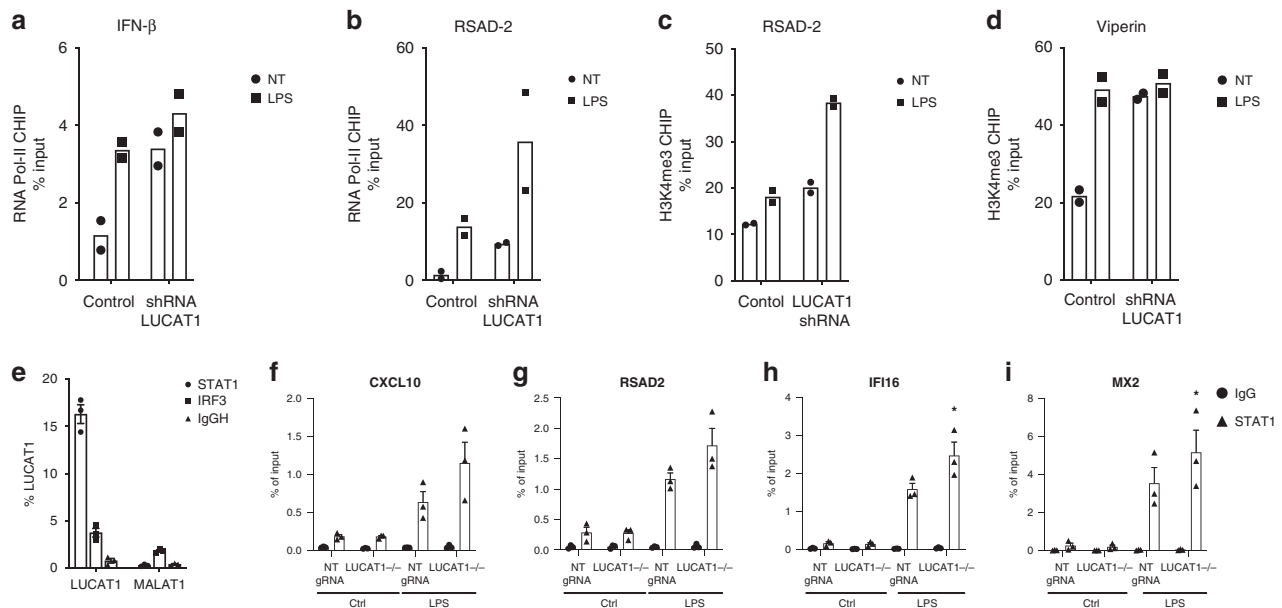 a
IFN-β
RNA Pol-II CHIP
% input
6
4
2
0
Control
shRNA
LUCAT1
NT
LPS
b
RSAD-2
RNA Pol-II CHIP
% input
60
40
20
0
Control
shRNA
LUCAT1
NT
LPS
c
RSAD-2
H3K4me3 CHIP
% input
50
40
30
20
10
0
Contol
LUCAT1
shRNA
NT
LPS
d
Viperin
H3K4me3 CHIP
% input
60
40
20
0
Control
shRNA
LUCAT1
NT
LPS
e
% LUCAT1
20
15
10
5
0
LUCAT1
MALAT1
STAT1
IRF3
IgGH
f
CXCL10
% of input
2.0
1.5
1.0
0.5
0.0
NT
gRNA
LUCAT1–/–
NT
gRNA
LUCAT1–/–
Ctrl
LPS
g
RSAD2
% of input
2.5
2.0
1.5
1.0
0.5
0.0
NT
gRNA
LUCAT1–/–
NT
gRNA
LUCAT1–/–
Ctrl
LPS
h
IFI16
% of input
4
3
2
1
0
*
NT
gRNA
LUCAT1–/–
NT
gRNA
LUCAT1–/–
Ctrl
LPS
i
MX2
% of input
8
6
4
2
0
*
NT
gRNA
LUCAT1–/–
NT
gRNA
LUCAT1–/–
Ctrl
LPS
IgG
STAT1